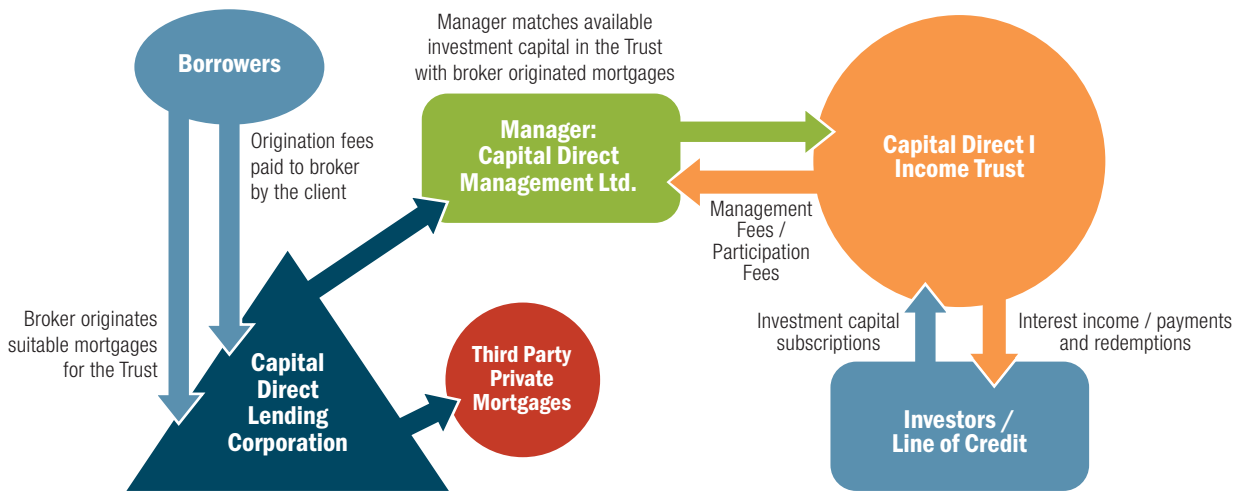 Borrowers
Manager matches available
investment capital in the Trust
with broker originated mortgages
Origination fees
paid to broker
by the client
Manager:
Capital Direct
Management Ltd.
Capital Direct I
Income Trust
Management
Fees /
Participation
Fees
Broker originates
suitable mortgages
for the Trust
Capital
Direct
Lending
Corporation
Third Party
Private
Mortgages
Investment capital
subscriptions
Interest income / payments
and redemptions
Investors /
Line of Credit